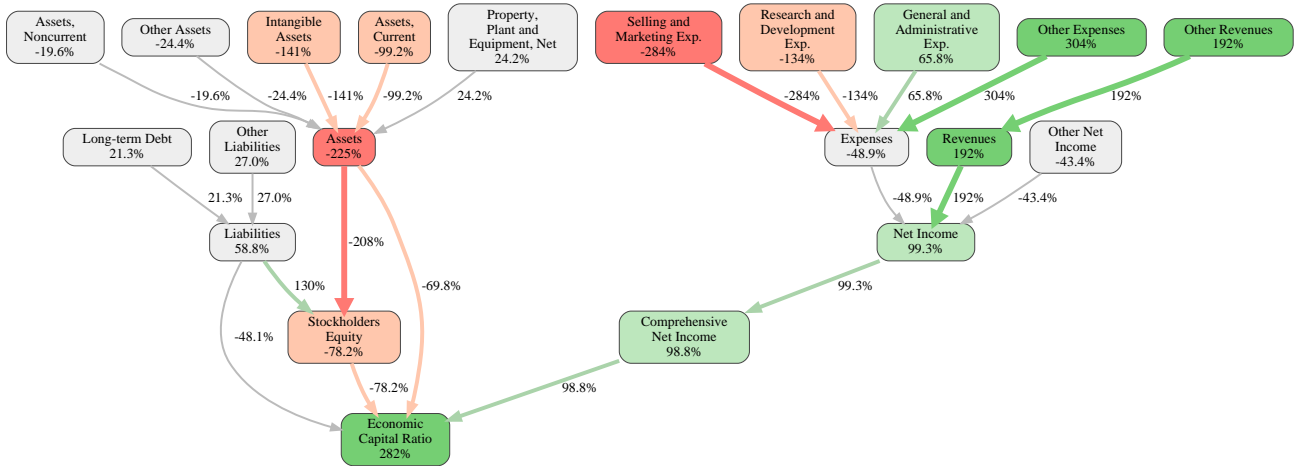 Assets,
Noncurrent
-19.6%
Other Assets
-24.4%
Intangible
Assets
-141%
Assets,
Current
-99.2%
Property,
Plant and
Equipment, Net
24.2%
Selling and
Marketing Exp.
-284%
Research and
Development
Exp.
-134%
General and
Administrative
Exp.
65.8%
Other Expenses
304%
Other Revenues
192%
-19.6%
-24.4%
-141%
-99.2%
24.2%
-284%
-134%
65.8%
304%
192%
Long-term Debt
21.3%
Other
Liabilities
27.0%
Assets
-225%
Expenses
-48.9%
Revenues
192%
Other Net
Income
-43.4%
21.3%
27.0%
-208%
-69.8%
-48.9%
192%
-43.4%
Liabilities
58.8%
Net Income
99.3%
130%
-48.1%
99.3%
Stockholders
Equity
-78.2%
Comprehensive
Net Income
98.8%
-78.2%
98.8%
Economic
Capital Ratio
282%